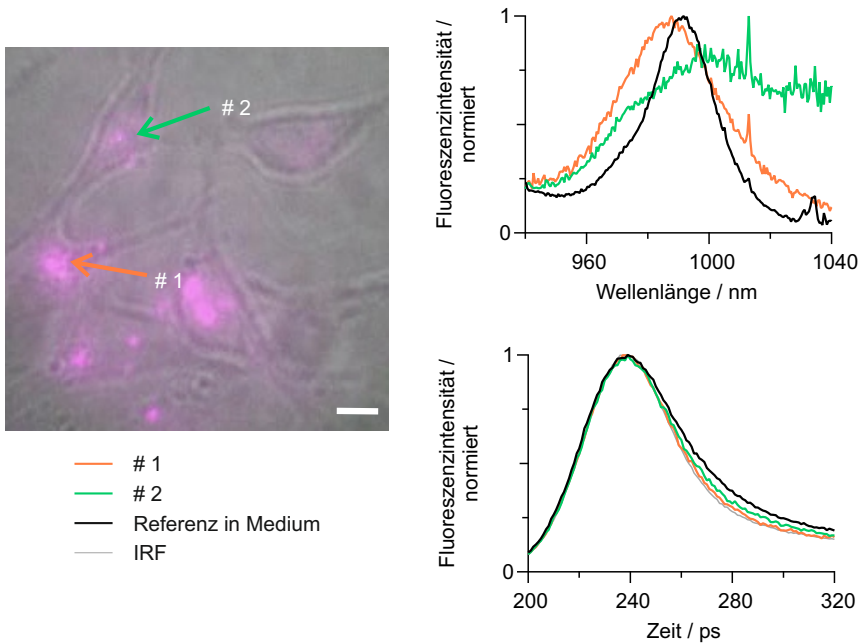 # 2
# 1
# 1
# 2
Referenz in Medium
IRF
Fluoreszenzintensität /
normiert
1
1
0
960
1000
1040
Wellenlänge / nm
Fluoreszenzintensität /
normiert
1
0
200
240
280
320
Zeit / ps